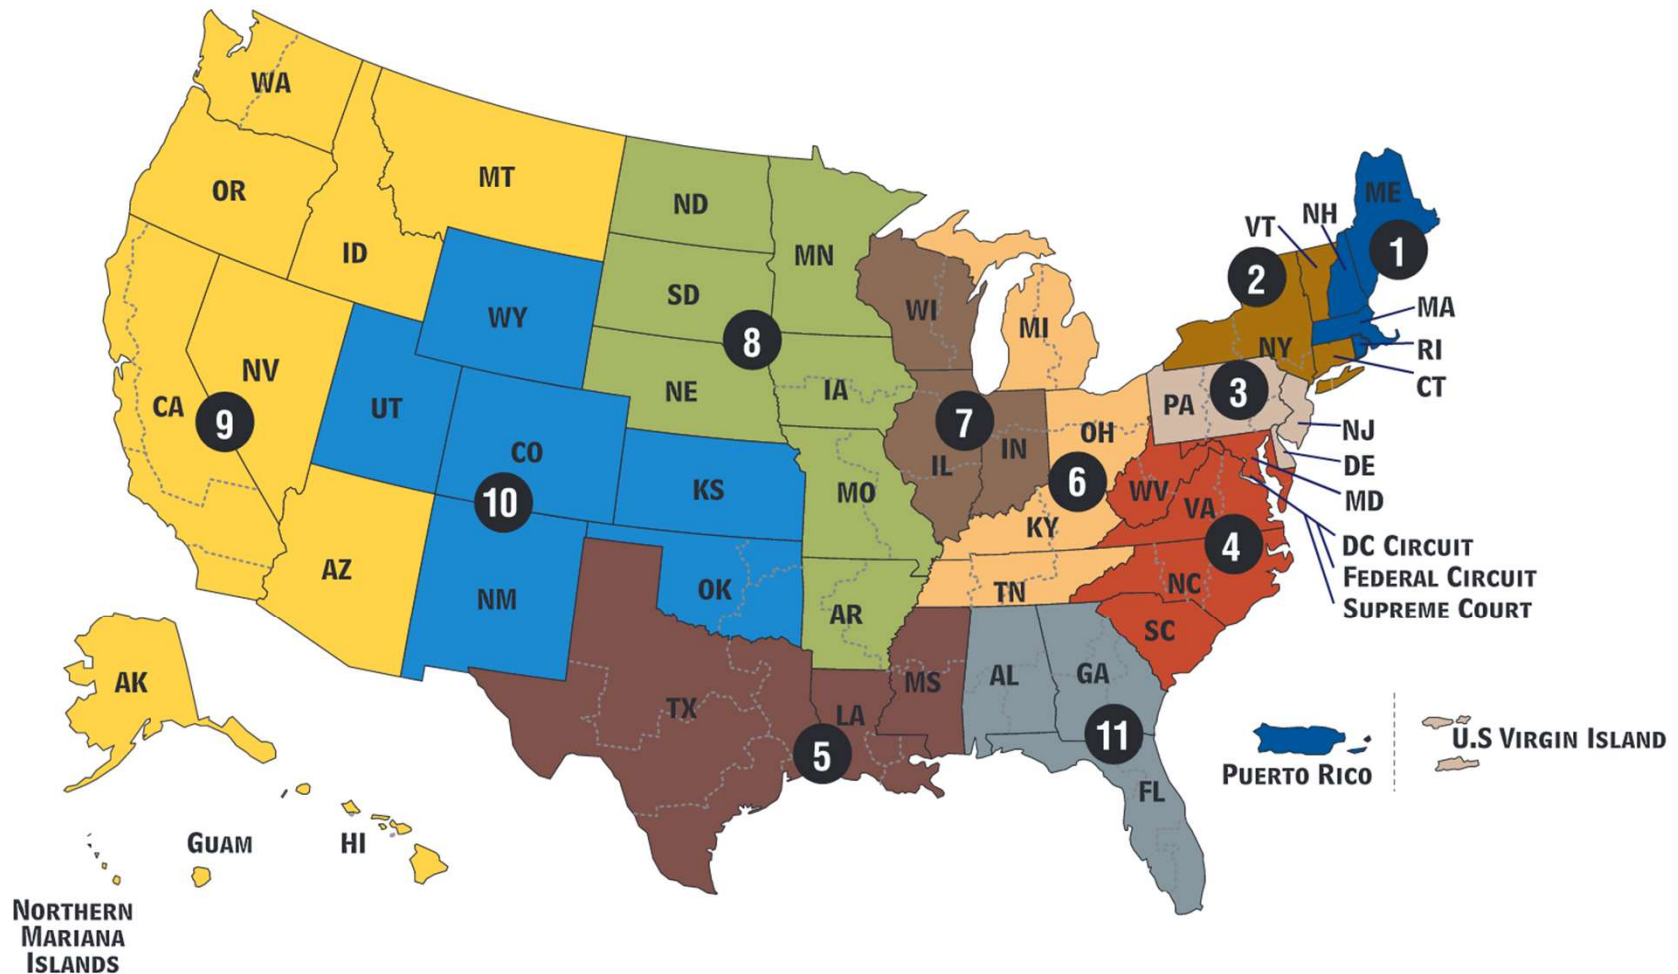 WA
OR
MT
ID
ND
MN
SD
WY
NV
CA
9
UT
CO
10
NE
8
IA
WI
MI
7
IL
IN
OH
6
KS
MO
KY
AZ
NM
OK
AR
TN
TX
5
LA
MS
AL
GA
11
FL
SC
NC
4
VA
WV
PA
3
NY
2
VT
NH
ME
1
MA
RI
CT
NJ
DE
MD
DC CIRCUIT
FEDERAL CIRCUIT
SUPREME COURT
AK
GUAM
HI
NORTHERN
MARIANA
ISLANDS
PUERTO RICO
U.S VIRGIN ISLAND